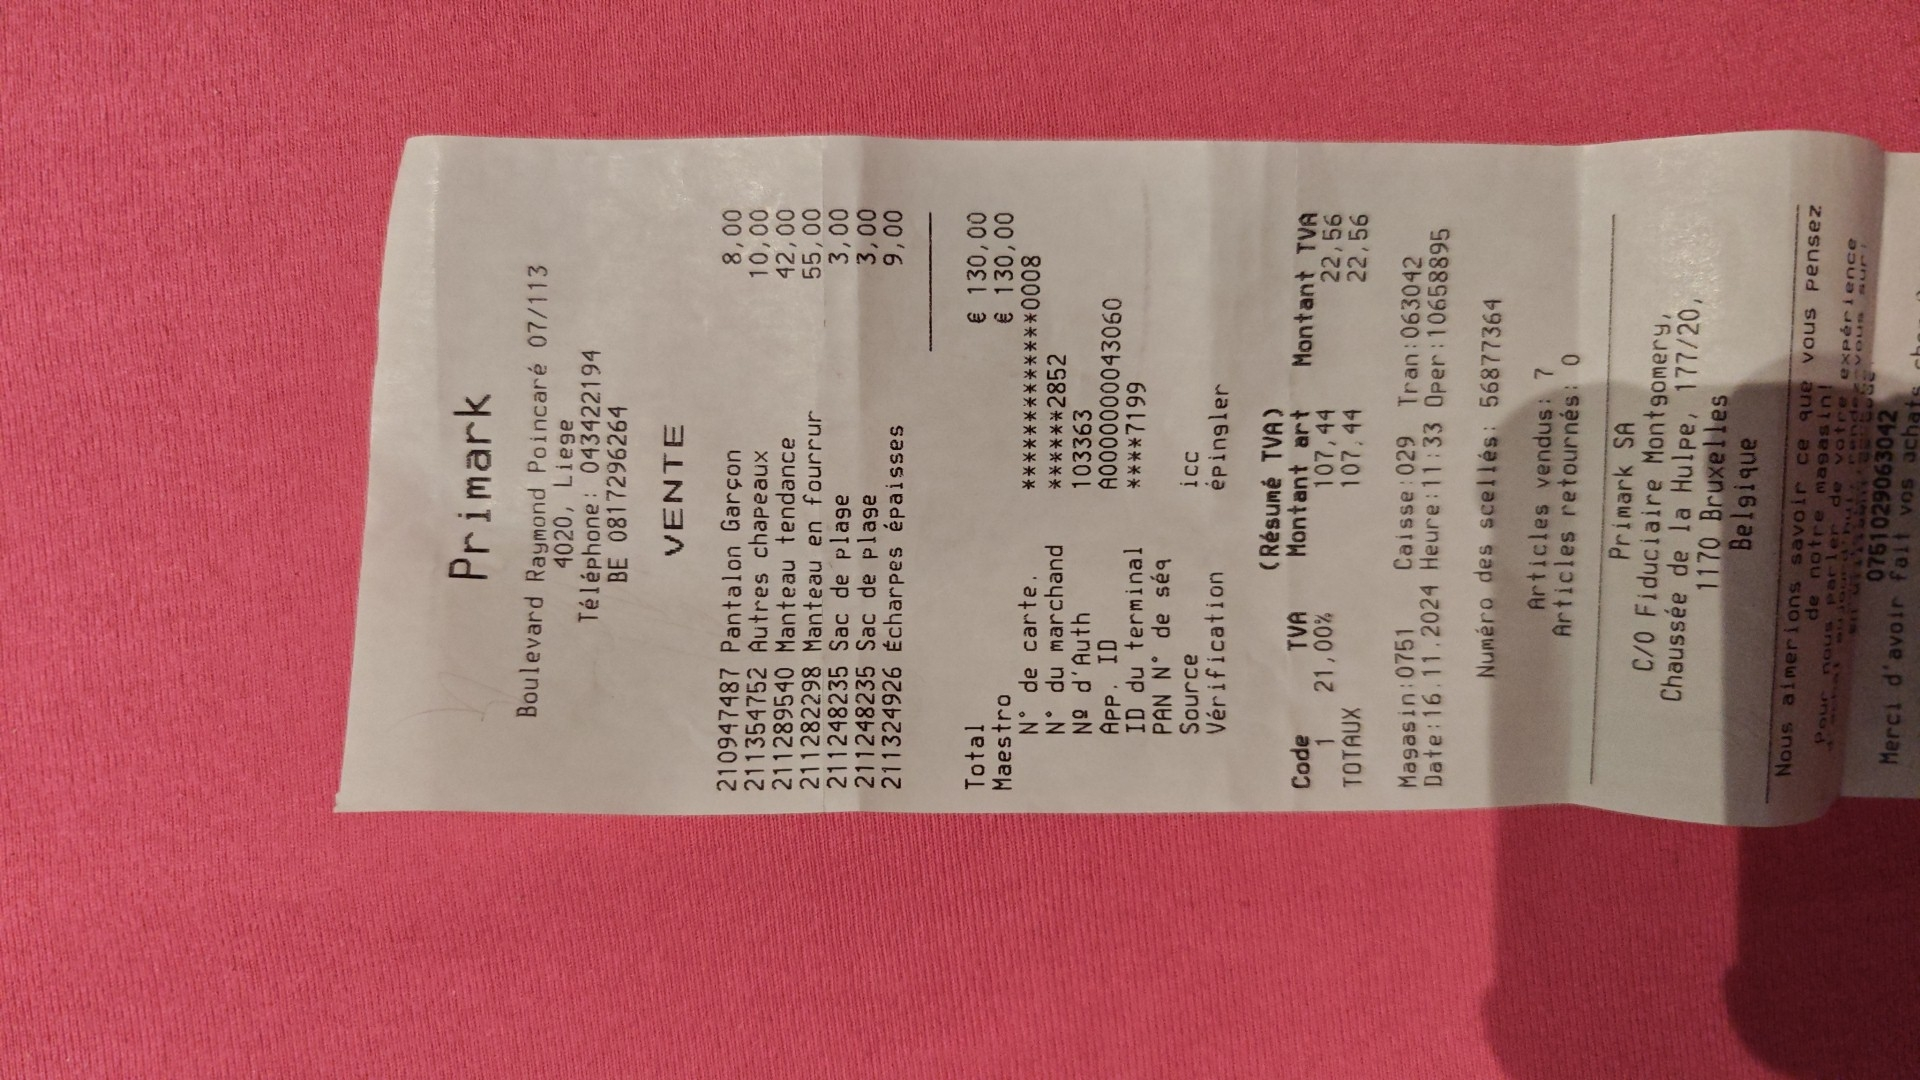 Primark
Boulevard Raymond Poincaré 07/113
4020, Liege
Téléphone: 043422194
BE 0817296264
VENTE
210947487 Pantalon Garçon 8,00
211354752 Autres chapeaux 10,00
211289540 Manteau tendance 42,00
211282298 Manteau en fourrur 55,00
211248235 Sac de plage 3,00
211248235 Sac de plage 3,00
211324926 Écharpes épaisses 9,00
Total € 130,00
Maestro € 130,00
N° de carte. ***************0008
N° du marchand ******2852
Nº d'Auth 103363
App. ID A0000000043060
ID du terminal ****7199
PAN N° de séq
Source icc
Vérification épingler
(Résumé TVA)
Code TVA Montant art Montant TVA
1 21,00% 107,44 22,56
TOTAUX 107,44 22,56
Magasin:0751 Caisse:029 Tran:063042
Date:16.11.2024 Heure:11:33 Oper:10658895
Numéro des scellés: 56877364
Articles vendus: 7
Articles retournés: 0
Primark SA
C/O Fiduciaire Montgomery,
Chaussée de la Hulpe, 177/20,
1170 Bruxelles
Belgique
Nous aimerions savoir ce que vous pensez
de notre magasin!
Pour nous parler de votre expérience
075102906​3042
Merci d'avoir fait vos achats